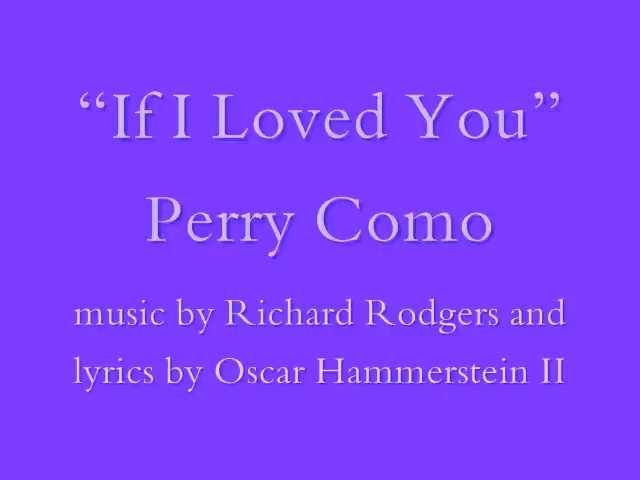 “If I Loved You”
Perry Como
music by Richard Rodgers and
lyrics by Oscar Hammerstein II